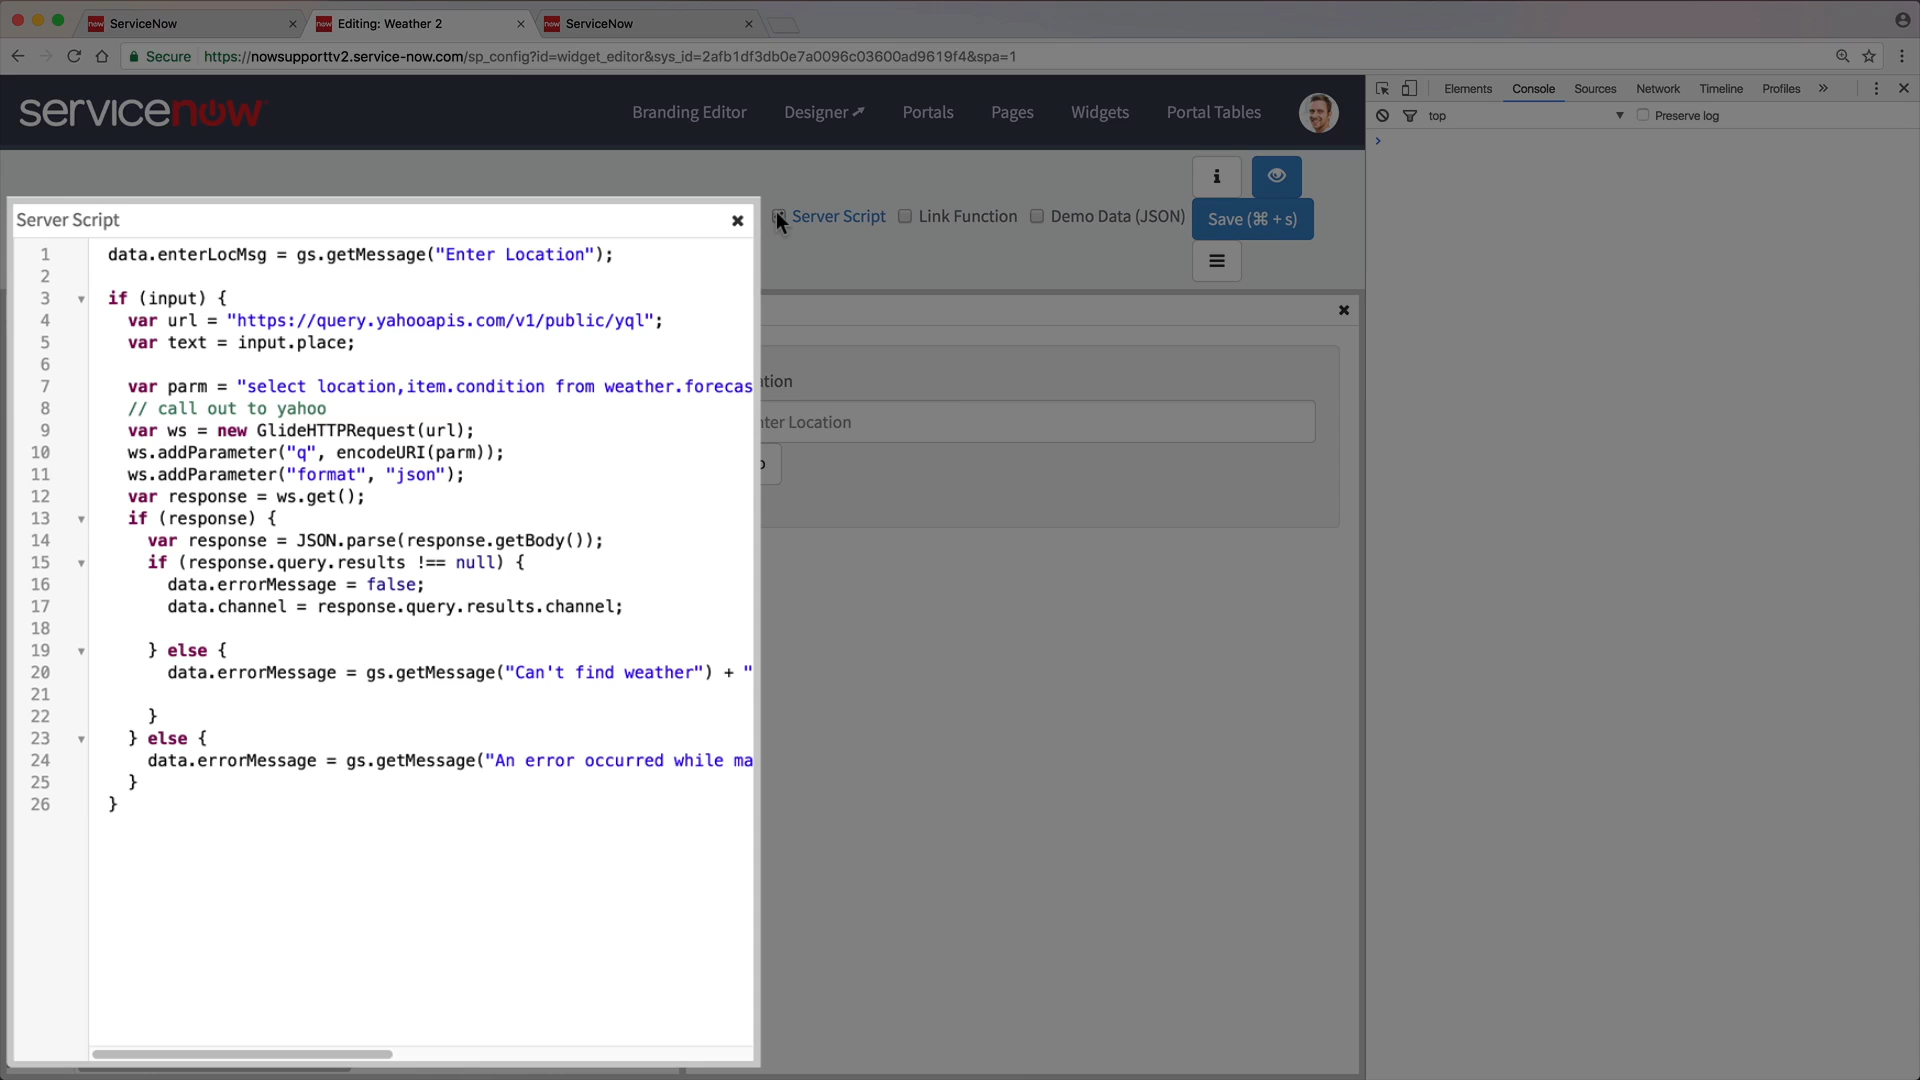 ServiceNow
Editing: Weather 2
ServiceNow
Secure
https://nowsupporttv2.service-now.com/sp_config?id=widget_editor&sys_id=2afb1df3db0e7a0096c03600ad9619f4&spa=1
servicenow
Branding Editor
Designer
Portals
Pages
Widgets
Portal Tables
Elements
Console
Sources
Network
Timeline
Profiles
top
Preserve log
Server Script
Link Function
Demo Data (JSON)
Save (⌘ + s)
Server Script
1 data.enterLocMsg = gs.getMessage("Enter Location");
2
3 if (input) {
4 var url = "https://query.yahooapis.com/v1/public/yql";
5 var text = input.place;
6
7 var parm = "select location,item.condition from weather.forecas
8 // call out to yahoo
9 var ws = new GlideHTTPRequest(url);
10 ws.addParameter("q", encodeURI(parm));
11 ws.addParameter("format", "json");
12 var response = ws.get();
13 if (response) {
14 var response = JSON.parse(response.getBody());
15 if (response.query.results !== null) {
16 data.errorMessage = false;
17 data.channel = response.query.results.channel;
18
19 } else {
20 data.errorMessage = gs.getMessage("Can't find weather") + "
21
22 }
23 } else {
24 data.errorMessage = gs.getMessage("An error occurred while ma
25 }
26 }
ation
nter Location